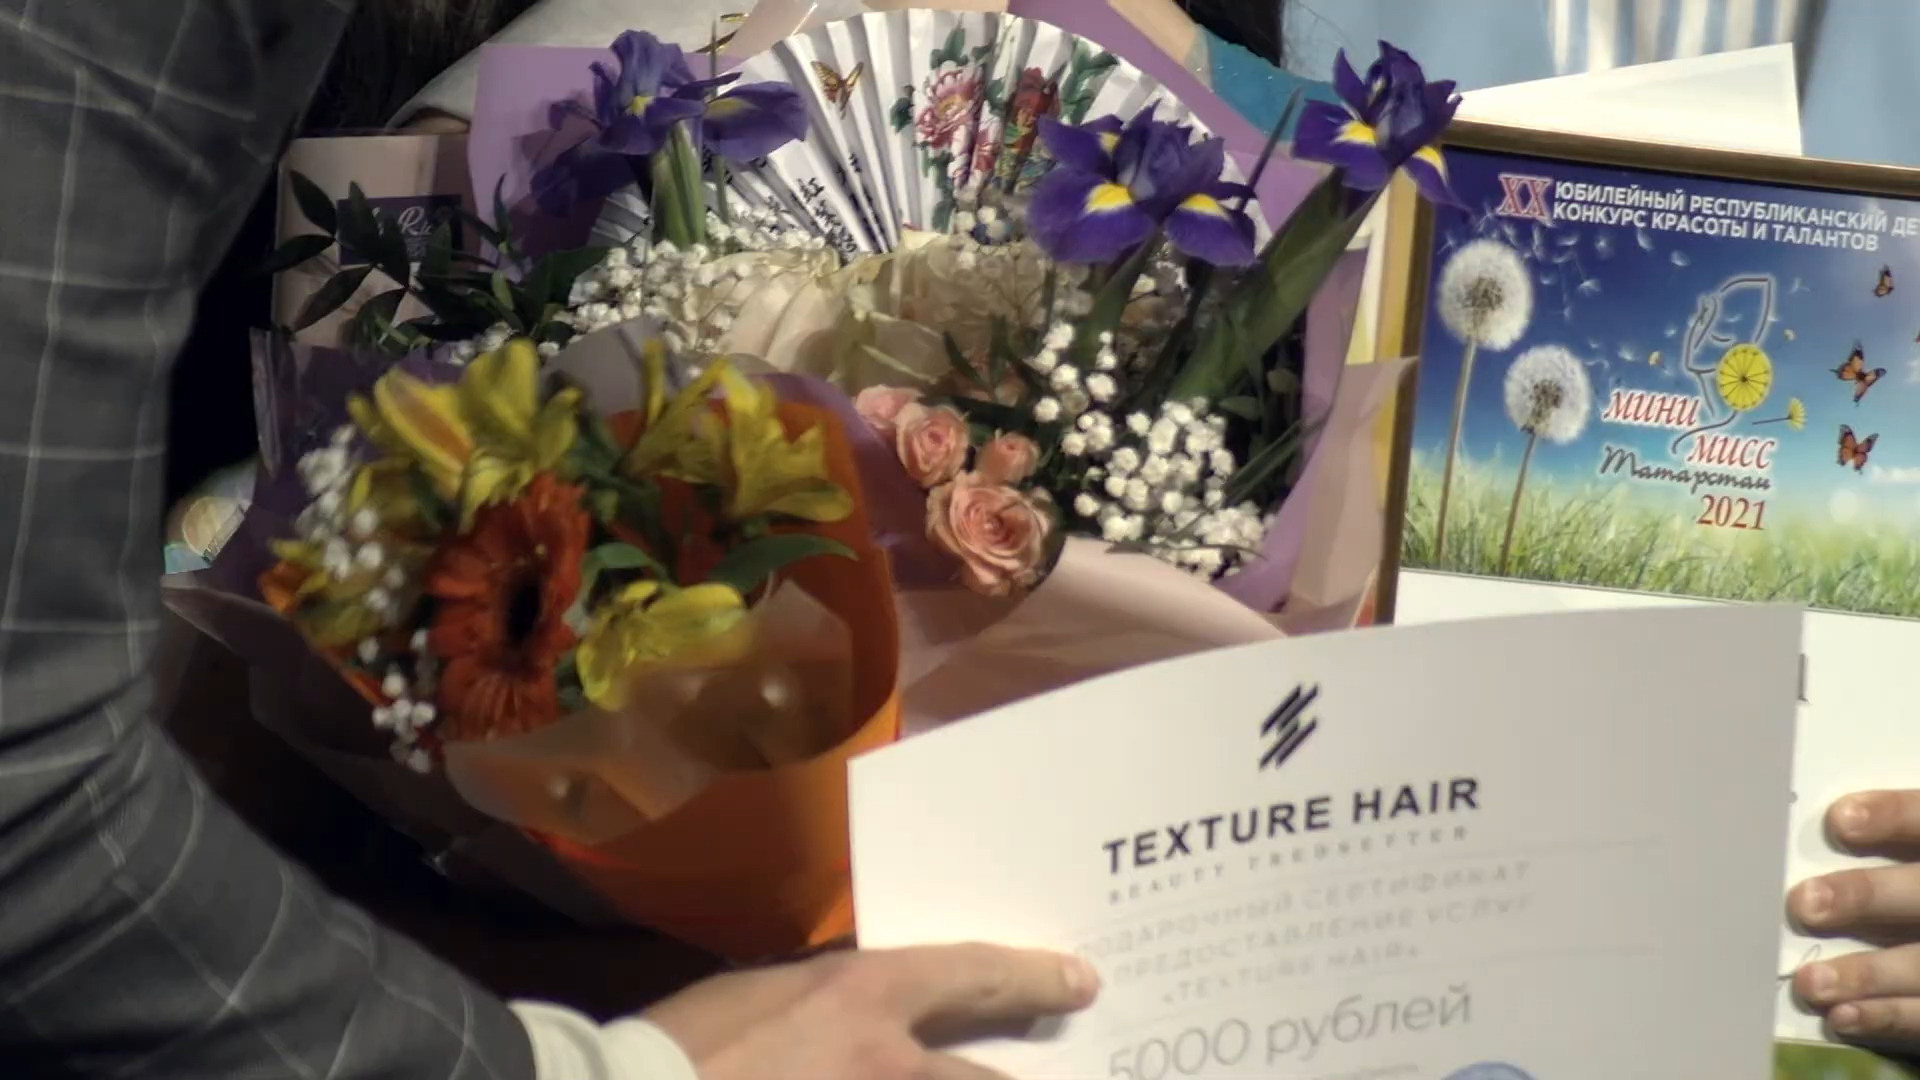 XX ЮБИЛЕЙНЫЙ РЕСПУБЛИКАНСКИЙ ДЕ
КОНКУРС КРАСОТЫ И ТАЛАНТОВ
мини
мисс
Татарстан
2021
TEXTURE HAIR
BEAUTY TREDSETTER
ПОДАРОЧНЫЙ СЕРТИФИКАТ
ПРЕДОСТАВЛЕНИЕ УСЛУГ
«TEXTURE HAIR»
5000 рублей